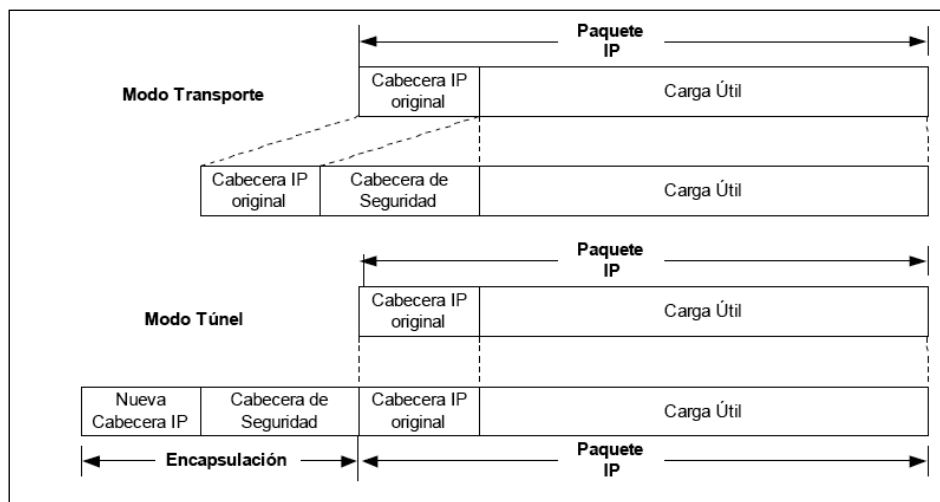 Paquete
IP
Modo Transporte
Cabecera IP
original
Carga Útil
Cabecera IP
original
Cabecera de
Seguridad
Carga Útil
Paquete
IP
Modo Túnel
Cabecera IP
original
Carga Útil
Nueva
Cabecera IP
Cabecera de
Seguridad
Cabecera IP
original
Carga Útil
Encapsulación
Paquete
IP